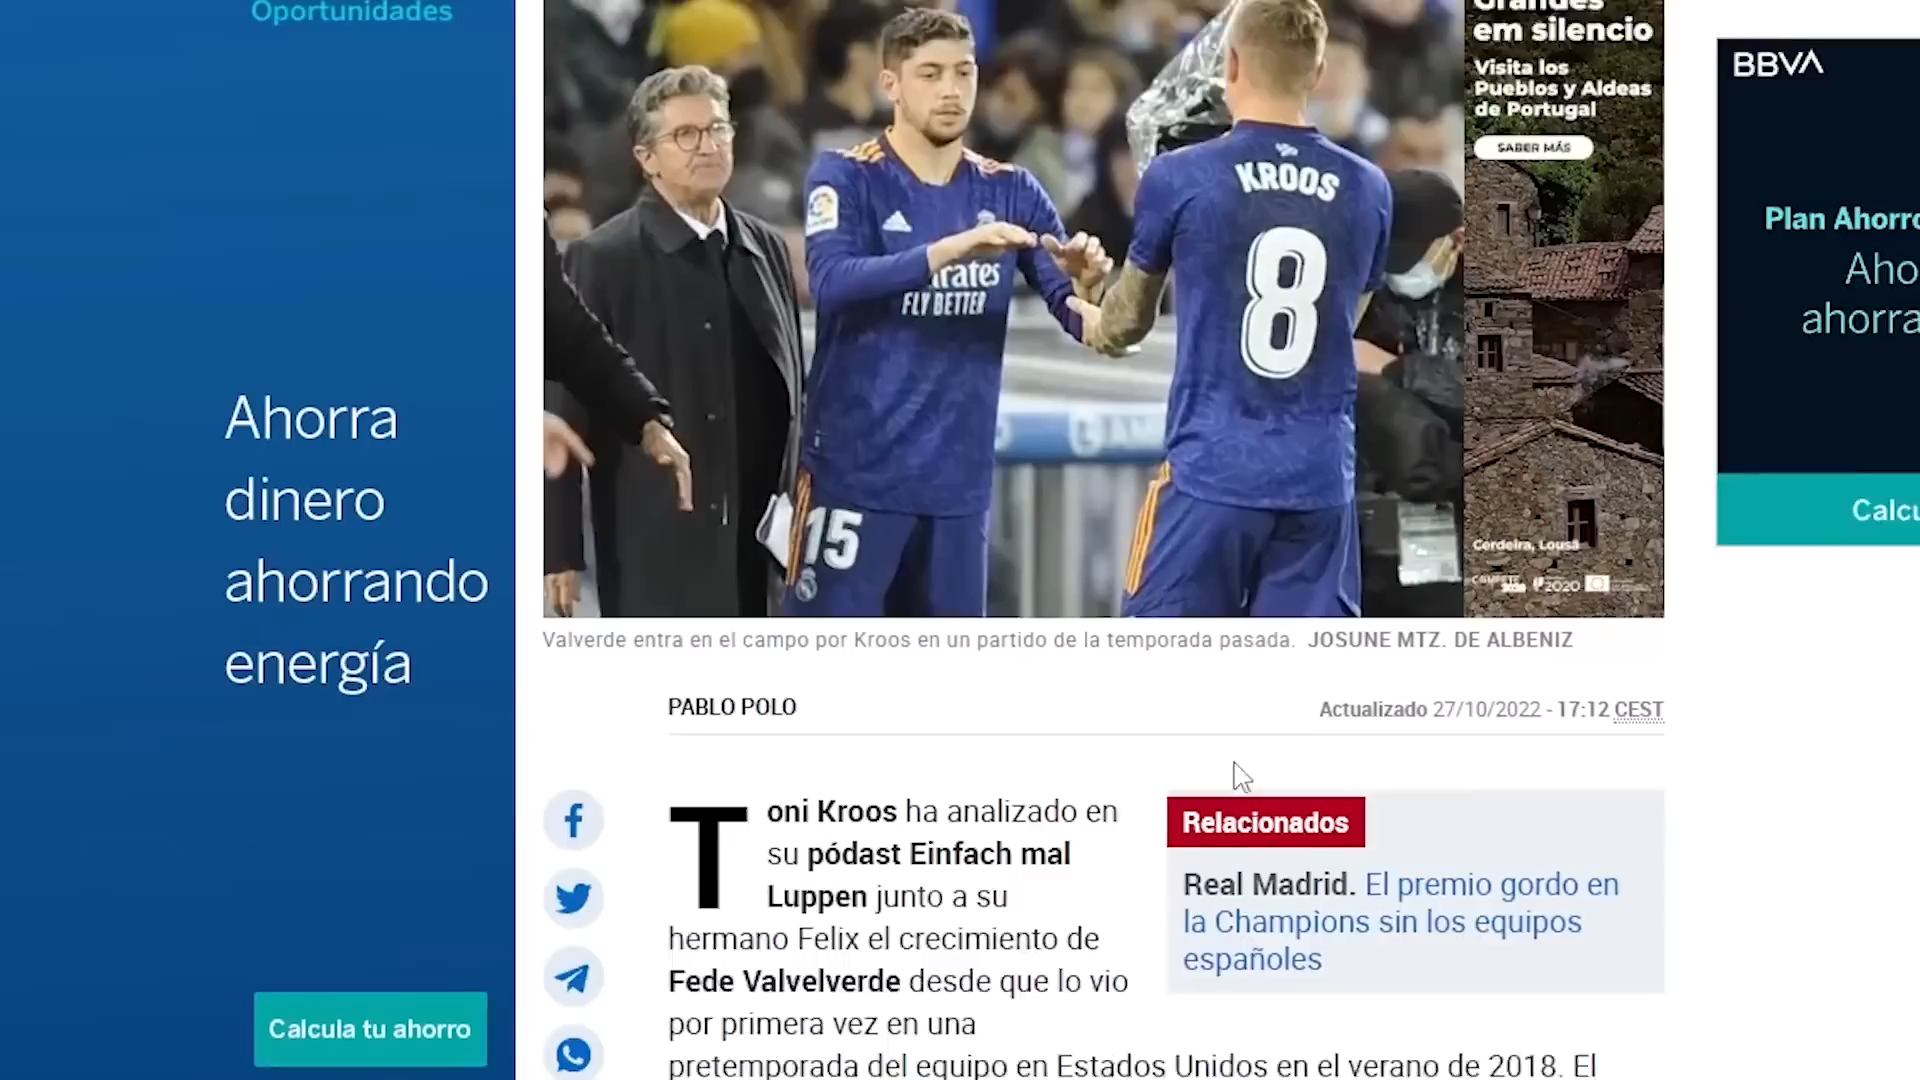 Oportunidades
Ahorra
dinero
ahorrando
energía
Calcula tu ahorro
KROOS
8
FLY BETTER
15
em silencio
Visita los
Pueblos y Aldeas
de Portugal
SABER MÁS
Cerdeira, Lousã
2020
BBVA
Valverde entra en el campo por Kroos en un partido de la temporada pasada. JOSUNE MTZ. DE ALBENIZ
PABLO POLO
Actualizado 27/10/2022 - 17:12 CEST
Toni Kroos ha analizado en
su pódast Einfach mal
Luppen junto a su
hermano Felix el crecimiento de
Fede Valvelverde desde que lo vio
por primera vez en una
pretemporada del equipo en Estados Unidos en el verano de 2018. El
Relacionados
Real Madrid. El premio gordo en
la Champions sin los equipos
españoles
Plan Ahorro
Aho
ahorra
Calcu